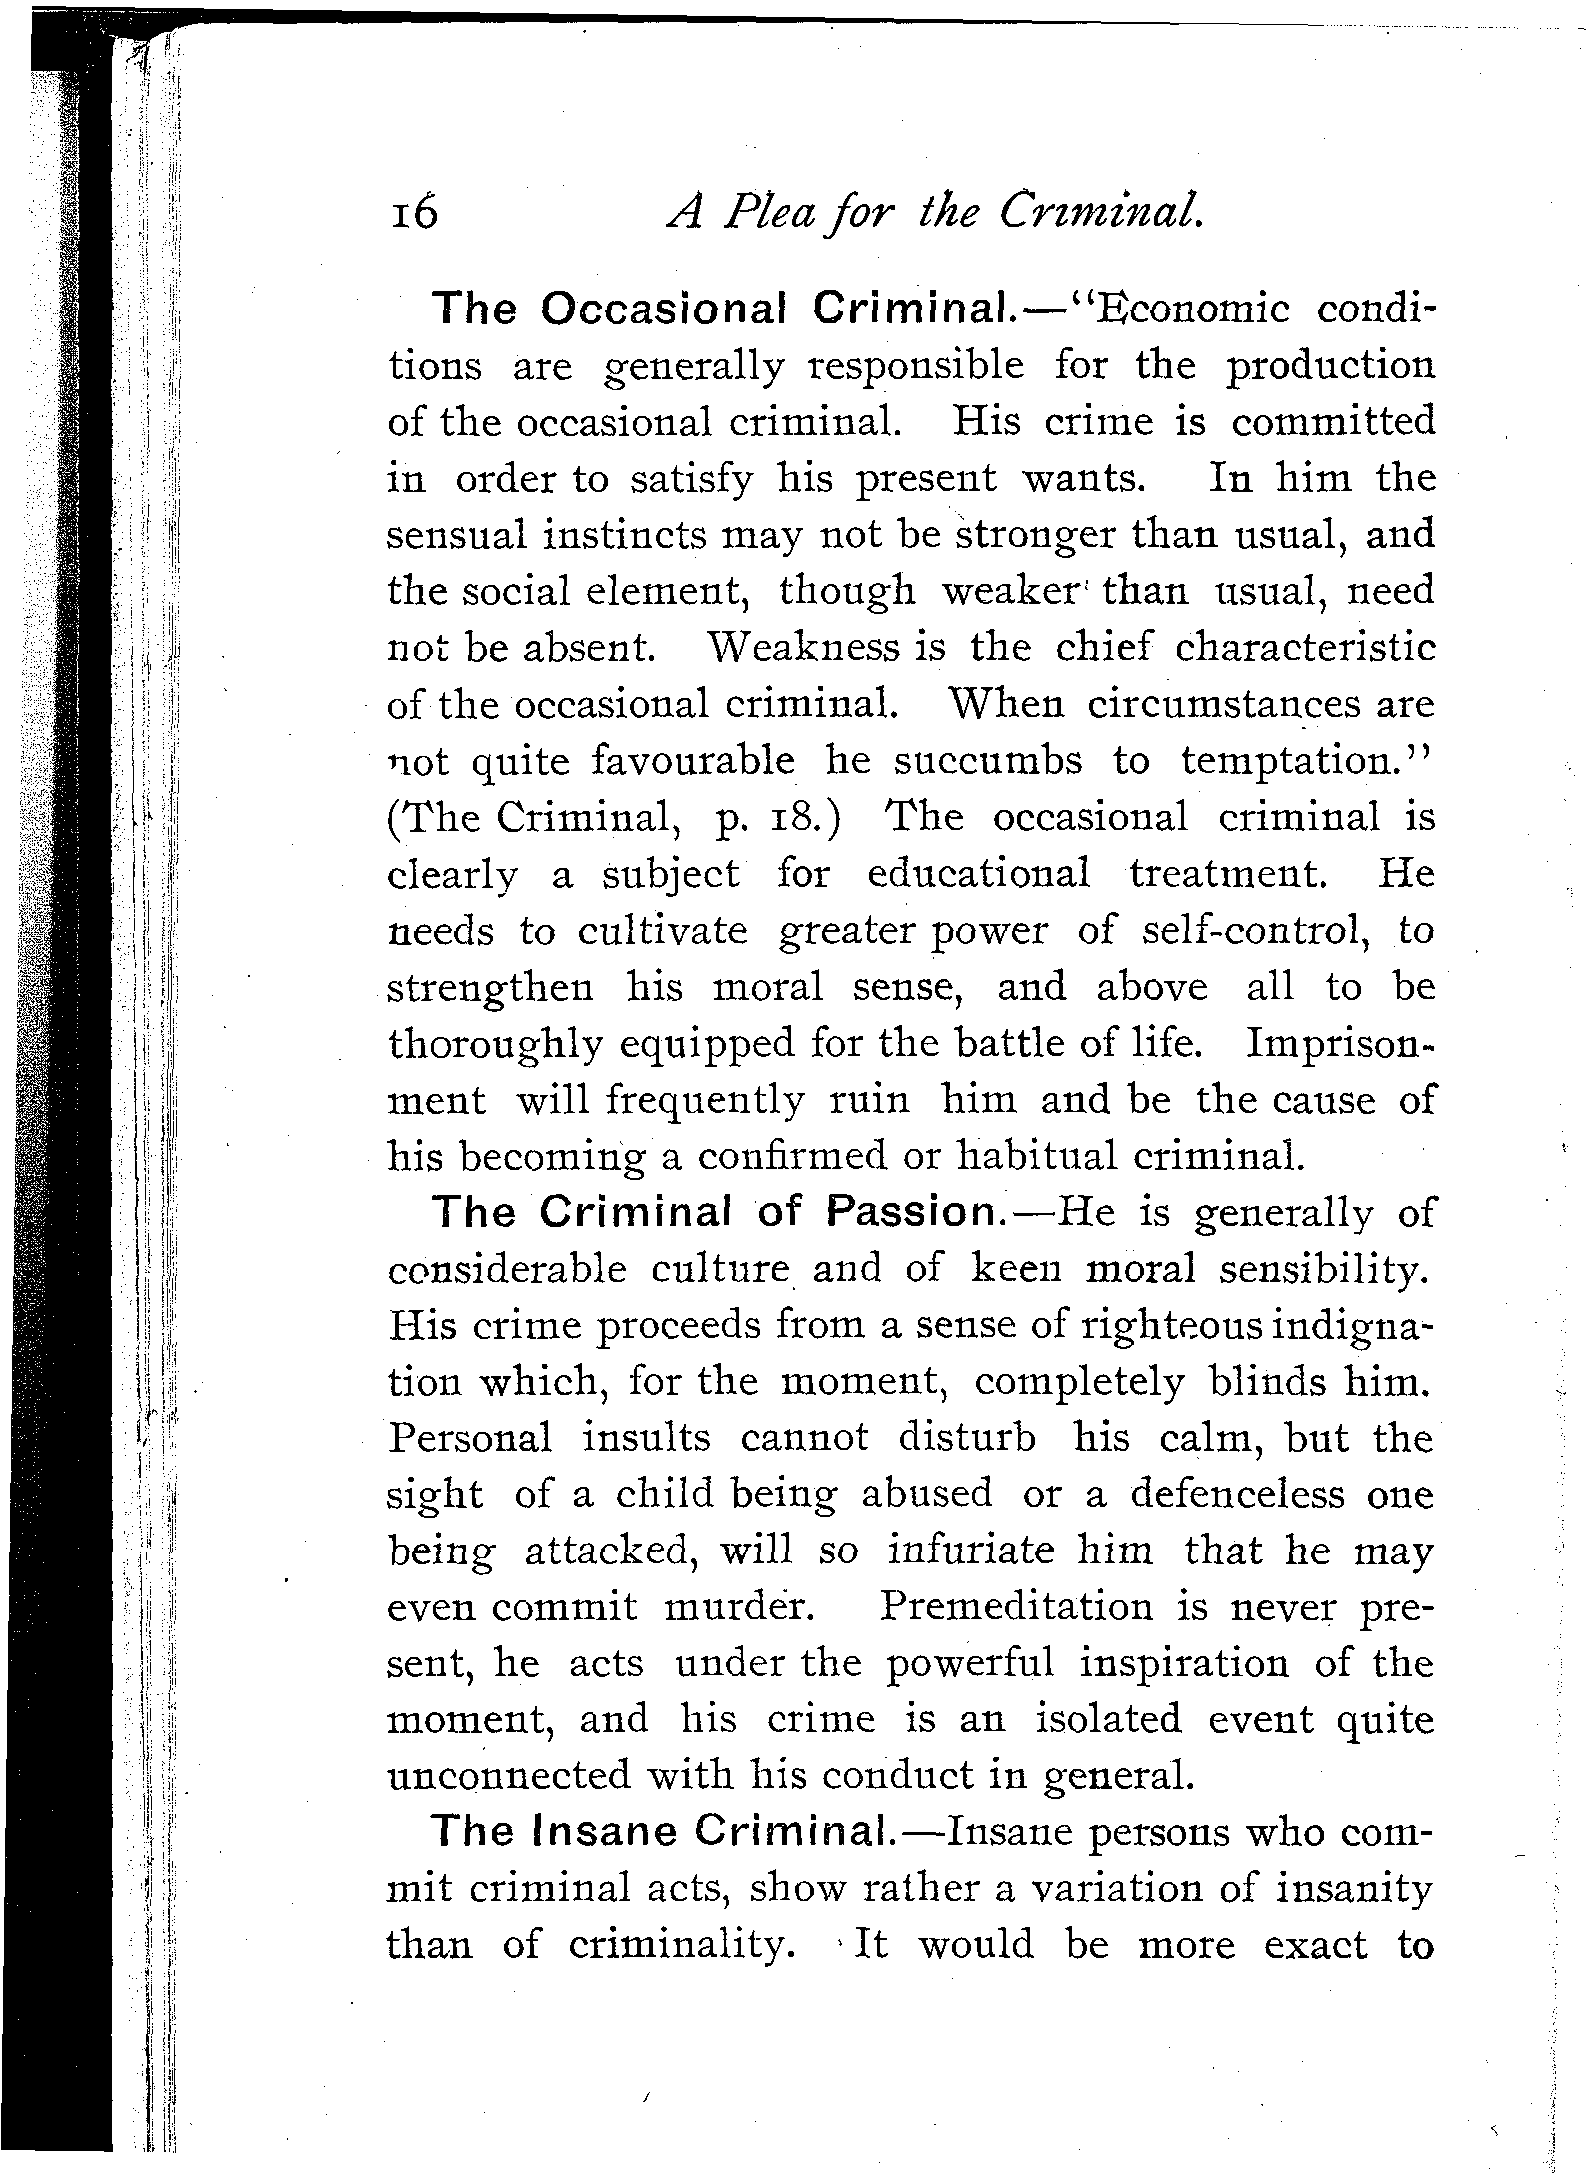 16 A Plea for the Criminal.
The Occasional Criminal.—"Economic condi-
tions are generally responsible for the production
of the occasional criminal. His crime is committed
in order to satisfy his present wants. In him the
sensual instincts may not be stronger than usual, and
the social element, though weaker than usual, need
not be absent. Weakness is the chief characteristic
of the occasional criminal. When circumstances are
not quite favourable he succumbs to temptation."
(The Criminal, p. 18.) The occasional criminal is
clearly a subject for educational treatment. He
needs to cultivate greater power of self-control, to
strengthen his moral sense, and above all to be
thoroughly equipped for the battle of life. Imprison-
ment will frequently ruin him and be the cause of
his becoming a confirmed or habitual criminal.
The Criminal of Passion.—He is generally of
considerable culture and of keen moral sensibility.
His crime proceeds from a sense of righteous indigna-
tion which, for the moment, completely blinds him.
Personal insults cannot disturb his calm, but the
sight of a child being abused or a defenceless one
being attacked, will so infuriate him that he may
even commit murder. Premeditation is never pre-
sent, he acts under the powerful inspiration of the
moment, and his crime is an isolated event quite
unconnected with his conduct in general.
The Insane Criminal.—Insane persons who com-
mit criminal acts, show rather a variation of insanity
than of criminality. It would be more exact to